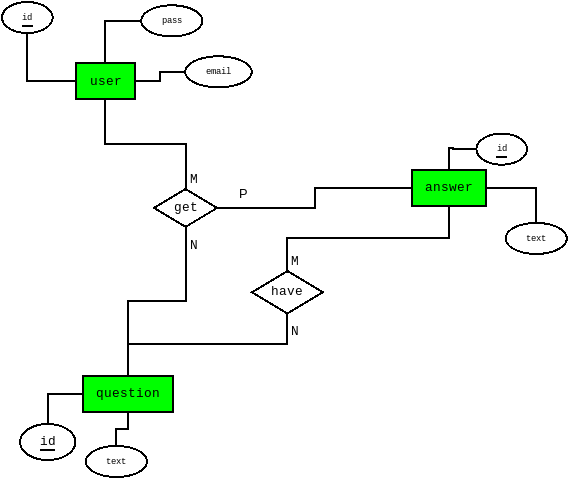 id
pass
user
email
M
get
P
N
id
answer
text
M
have
N
question
id
text